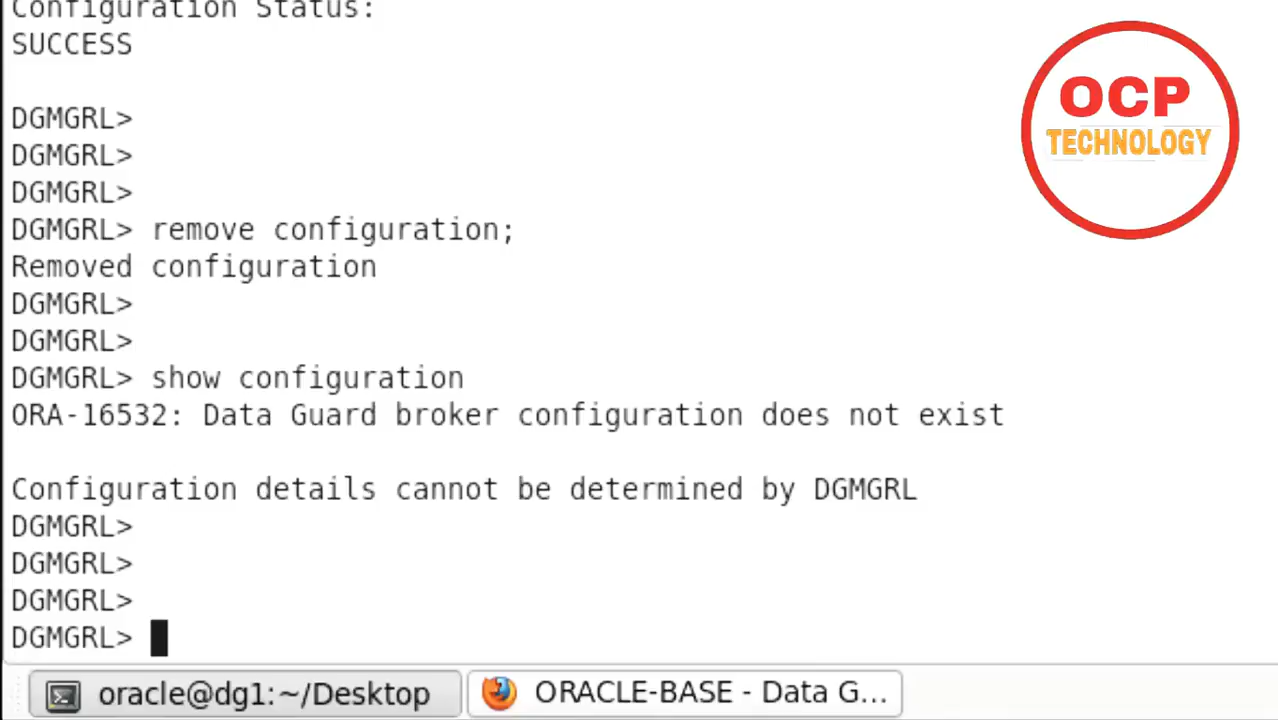 Configuration Status:
SUCCESS
DGMGRL>
DGMGRL>
DGMGRL>
DGMGRL> remove configuration;
Removed configuration
DGMGRL>
DGMGRL>
DGMGRL> show configuration
ORA-16532: Data Guard broker configuration does not exist
Configuration details cannot be determined by DGMGRL
DGMGRL>
DGMGRL>
DGMGRL>
DGMGRL>
OCP
TECHNOLOGY
oracle@dg1:~/Desktop
ORACLE-BASE - Data G...